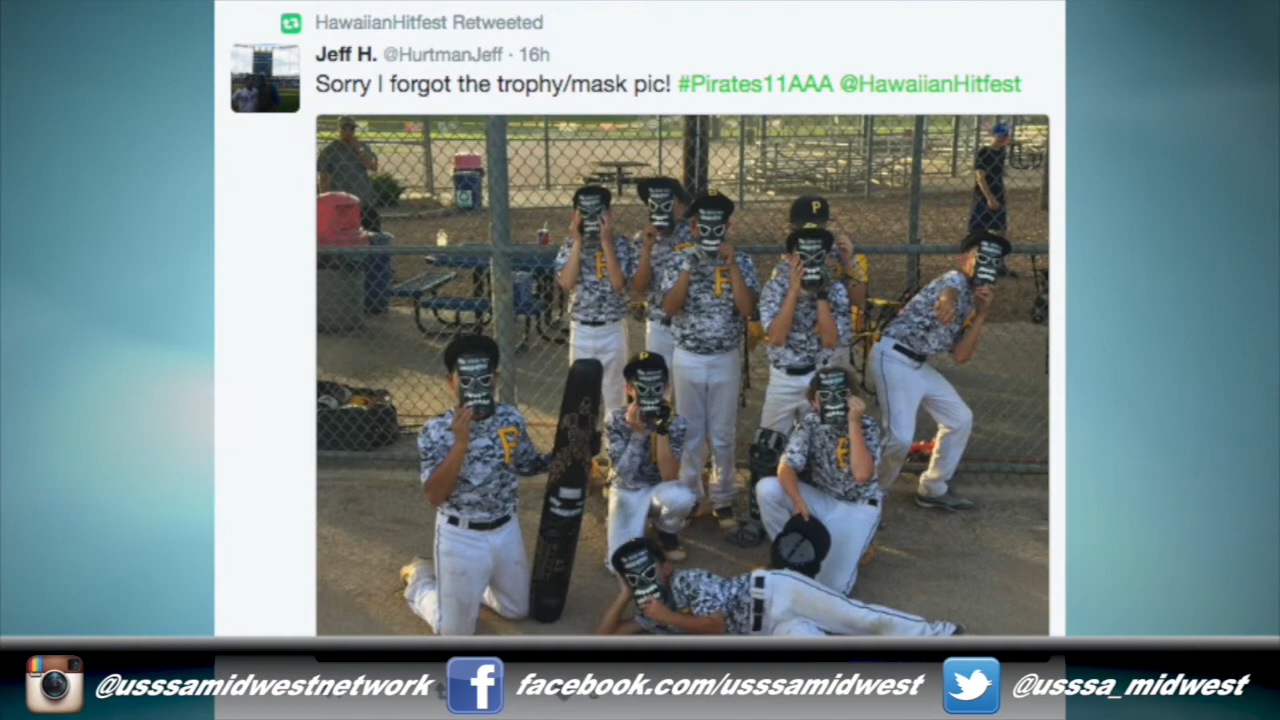 HawaiianHitfest Retweeted
Jeff H. @HurtmanJeff · 16h
Sorry I forgot the trophy/mask pic! #Pirates11AAA @HawaiianHitfest
P
P
P
P
P
@usssamidwestnetwork
facebook.com/usssamidwest
@usssa_midwest